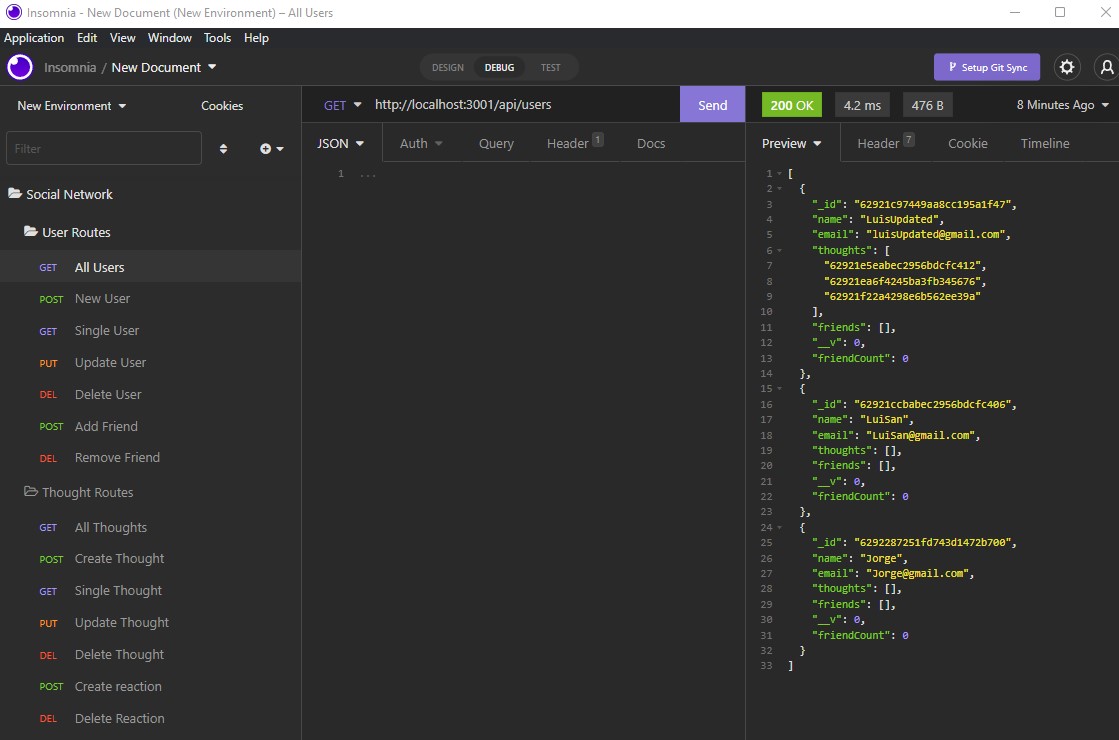 Insomnia - New Document (New Environment) – All Users
Application Edit View Window Tools Help
Insomnia / New Document
DESIGN DEBUG TEST
Setup Git Sync
New Environment
Cookies
GET http://localhost:3001/api/users
Send
200 OK 4.2 ms 476 B 8 Minutes Ago
Filter
JSON Auth Query Header 1 Docs
Preview Header 7 Cookie Timeline
Social Network
User Routes
GET All Users
POST New User
GET Single User
PUT Update User
DEL Delete User
POST Add Friend
DEL Remove Friend
Thought Routes
GET All Thoughts
POST Create Thought
GET Single Thought
PUT Update Thought
DEL Delete Thought
POST Create reaction
DEL Delete Reaction
1 ...
1 [
2 {
3 "_id": "62921c97449aa8cc195a1f47",
4 "name": "LuisUpdated",
5 "email": "luisUpdated@gmail.com",
6 "thoughts": [
7 "62921e5eabec2956bdcfc412",
8 "62921ea6f4245ba3fb345676",
9 "62921f22a4298e6b562ee39a"
10 ],
11 "friends": [],
12 "__v": 0,
13 "friendCount": 0
14 },
15 {
16 "_id": "62921ccbabec2956bdcfc406",
17 "name": "LuiSan",
18 "email": "LuiSan@gmail.com",
19 "thoughts": [],
20 "friends": [],
21 "__v": 0,
22 "friendCount": 0
23 },
24 {
25 "_id": "6292287251fd743d1472b700",
26 "name": "Jorge",
27 "email": "Jorge@gmail.com",
28 "thoughts": [],
29 "friends": [],
30 "__v": 0,
31 "friendCount": 0
32 }
33 ]